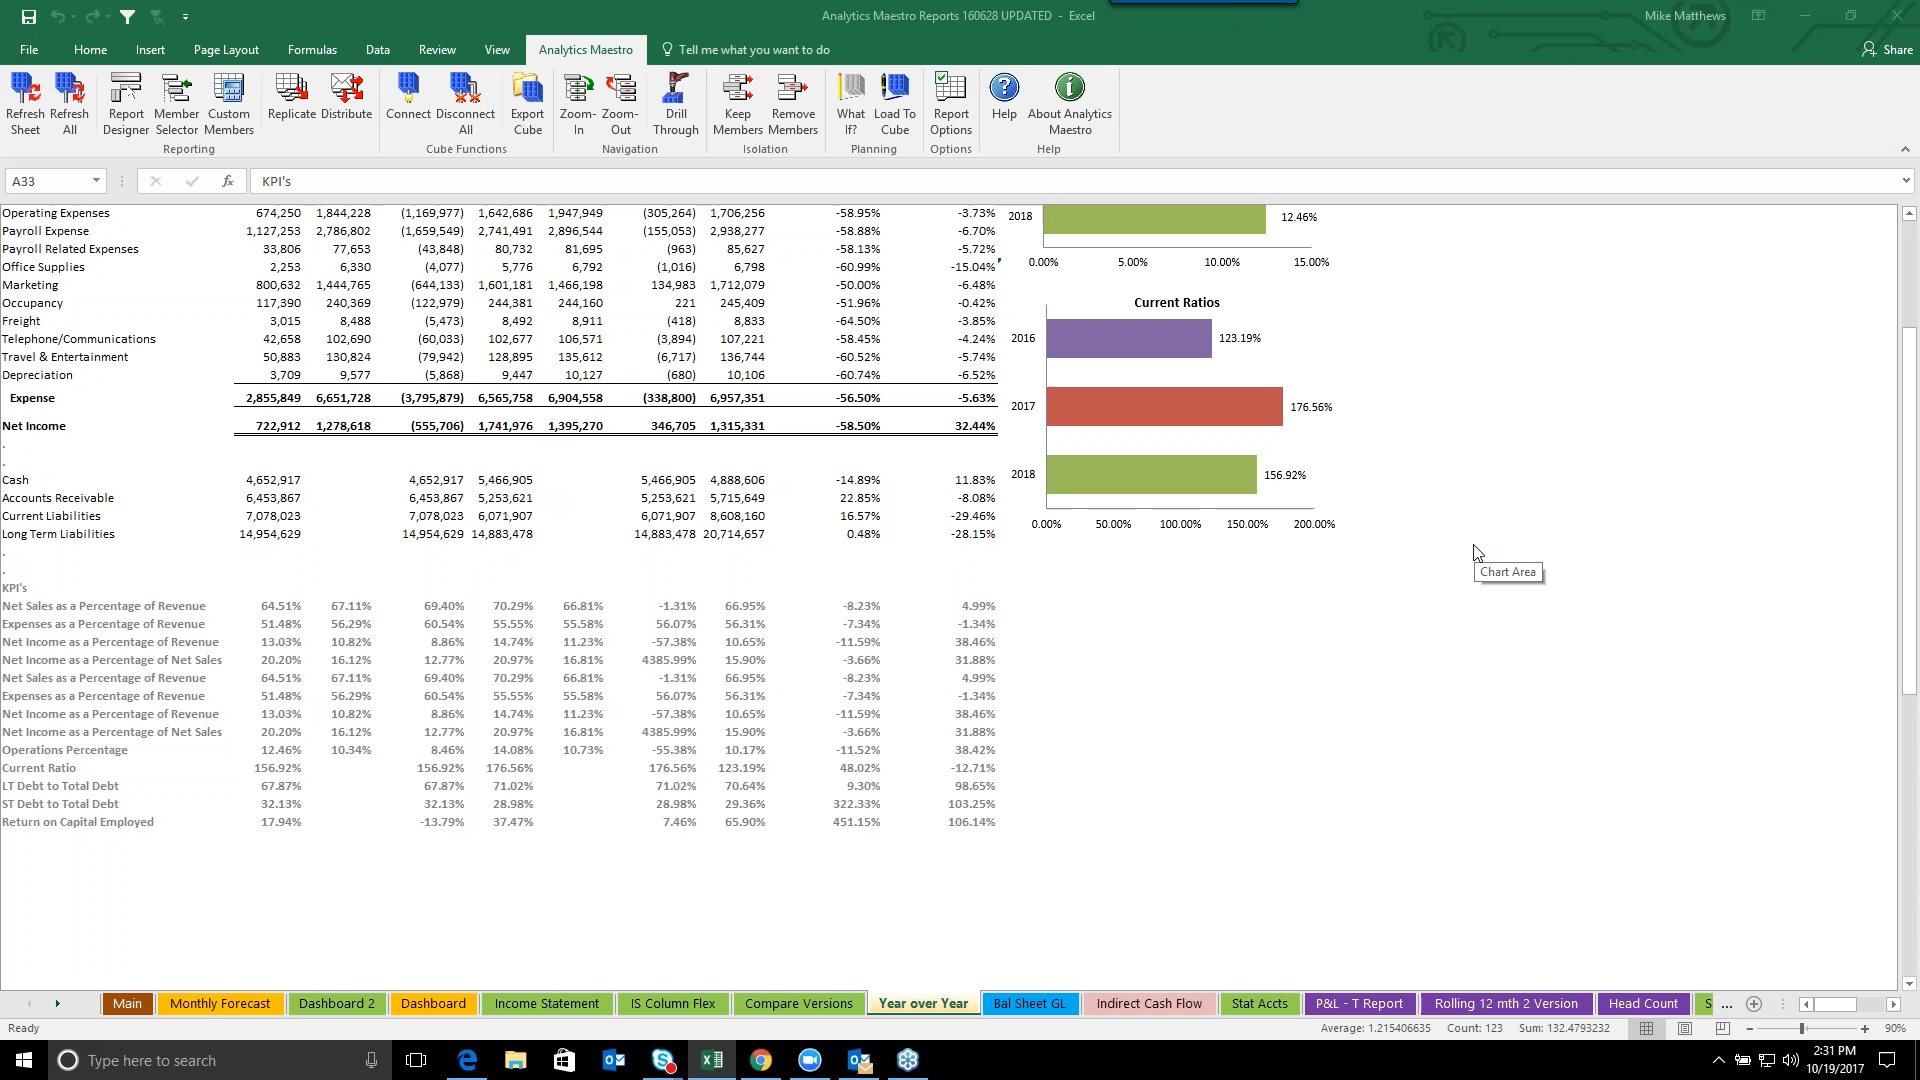 Analytics Maestro Reports 160628 UPDATED - Excel
Mike Matthews
File Home Insert Page Layout Formulas Data Review View Analytics Maestro Tell me what you want to do Share
Refresh Sheet
Refresh All
Report Designer
Member Selector
Custom Members
Replicate
Distribute
Connect
Disconnect All
Export Cube
Zoom-In
Zoom-Out
Drill Through
Keep Members
Remove Members
What If?
Load To Cube
Report Options
Help
About Analytics Maestro
Reporting Cube Functions Navigation Isolation Planning Options Help
A33 fx KPI's
Operating Expenses 674,250 1,844,228 (1,169,977) 1,642,686 1,947,949 (305,264) 1,706,256 -58.95% -3.73%
Payroll Expense 1,127,253 2,786,802 (1,659,549) 2,741,491 2,896,544 (155,053) 2,938,277 -58.88% -6.70%
Payroll Related Expenses 33,806 77,653 (43,848) 80,732 81,695 (963) 85,627 -58.13% -5.72%
Office Supplies 2,253 6,330 (4,077) 5,776 6,792 (1,016) 6,798 -60.99% -15.04%
Marketing 800,632 1,444,765 (644,133) 1,601,181 1,466,198 134,983 1,712,079 -50.00% -6.48%
Occupancy 117,390 240,369 (122,979) 244,381 244,160 221 245,409 -51.96% -0.42%
Freight 3,015 8,488 (5,473) 8,492 8,911 (418) 8,833 -64.50% -3.85%
Telephone/Communications 42,658 102,690 (60,033) 102,677 106,571 (3,894) 107,221 -58.45% -4.24%
Travel & Entertainment 50,883 130,824 (79,942) 128,895 135,612 (6,717) 136,744 -60.52% -5.74%
Depreciation 3,709 9,577 (5,868) 9,447 10,127 (680) 10,106 -60.74% -6.52%
Expense 2,855,849 6,651,728 (3,795,879) 6,565,758 6,904,558 (338,800) 6,957,351 -56.50% -5.63%
Net Income 722,912 1,278,618 (555,706) 1,741,976 1,395,270 346,705 1,315,331 -58.50% 32.44%
.
.
Cash 4,652,917 4,652,917 5,466,905 5,466,905 4,888,606 -14.89% 11.83%
Accounts Receivable 6,453,867 6,453,867 5,253,621 5,253,621 5,715,649 22.85% -8.08%
Current Liabilities 7,078,023 7,078,023 6,071,907 6,071,907 8,608,160 16.57% -29.46%
Long Term Liabilities 14,954,629 14,954,629 14,883,478 14,883,478 20,714,657 0.48% -28.15%
.
.
KPI's
Net Sales as a Percentage of Revenue 64.51% 67.11% 69.40% 70.29% 66.81% -1.31% 66.95% -8.23% 4.99%
Expenses as a Percentage of Revenue 51.48% 56.29% 60.54% 55.55% 55.58% 56.07% 56.31% -7.34% -1.34%
Net Income as a Percentage of Revenue 13.03% 10.82% 8.86% 14.74% 11.23% -57.38% 10.65% -11.59% 38.46%
Net Income as a Percentage of Net Sales 20.20% 16.12% 12.77% 20.97% 16.81% 4385.99% 15.90% -3.66% 31.88%
Net Sales as a Percentage of Revenue 64.51% 67.11% 69.40% 70.29% 66.81% -1.31% 66.95% -8.23% 4.99%
Expenses as a Percentage of Revenue 51.48% 56.29% 60.54% 55.55% 55.58% 56.07% 56.31% -7.34% -1.34%
Net Income as a Percentage of Revenue 13.03% 10.82% 8.86% 14.74% 11.23% -57.38% 10.65% -11.59% 38.46%
Net Income as a Percentage of Net Sales 20.20% 16.12% 12.77% 20.97% 16.81% 4385.99% 15.90% -3.66% 31.88%
Operations Percentage 12.46% 10.34% 8.46% 14.08% 10.73% -55.38% 10.17% -11.52% 38.42%
Current Ratio 156.92% 156.92% 176.56% 176.56% 123.19% 48.02% -12.71%
LT Debt to Total Debt 67.87% 67.87% 71.02% 71.02% 70.64% 9.30% 98.65%
ST Debt to Total Debt 32.13% 32.13% 28.98% 28.98% 29.36% 322.33% 103.25%
Return on Capital Employed 17.94% -13.79% 37.47% 7.46% 65.90% 451.15% 106.14%
2018 12.46%
0.00% 5.00% 10.00% 15.00%
Current Ratios
2016 123.19%
2017 176.56%
2018 156.92%
0.00% 50.00% 100.00% 150.00% 200.00%
Chart Area
Main Monthly Forecast Dashboard 2 Dashboard Income Statement IS Column Flex Compare Versions Year over Year Bal Sheet GL Indirect Cash Flow Stat Accts P&L - T Report Rolling 12 mth 2 Version Head Count S ...
Ready Average: 1.215406635 Count: 123 Sum: 132.4793232 90%
Type here to search
2:31 PM
10/19/2017